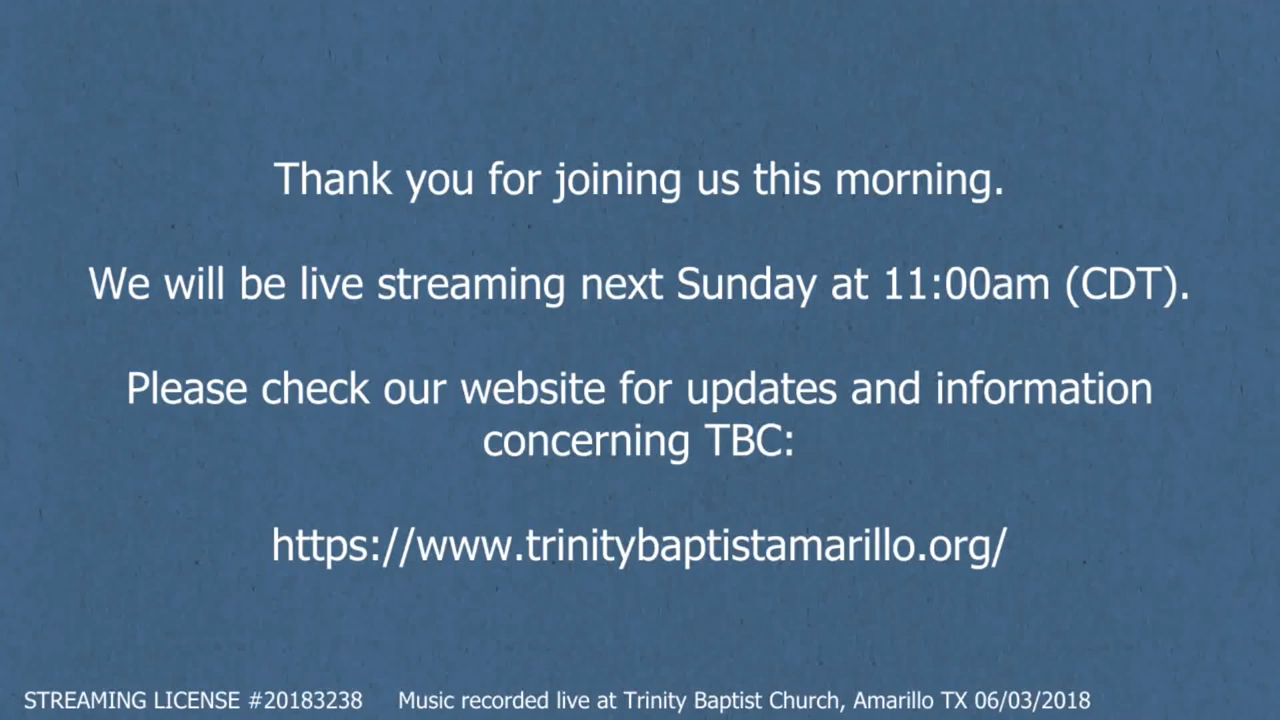 Thank you for joining us this morning.
We will be live streaming next Sunday at 11:00am (CDT).
Please check our website for updates and information
concerning TBC:
https://www.trinitybaptistamarillo.org/
STREAMING LICENSE #20183238 Music recorded live at Trinity Baptist Church, Amarillo TX 06/03/2018